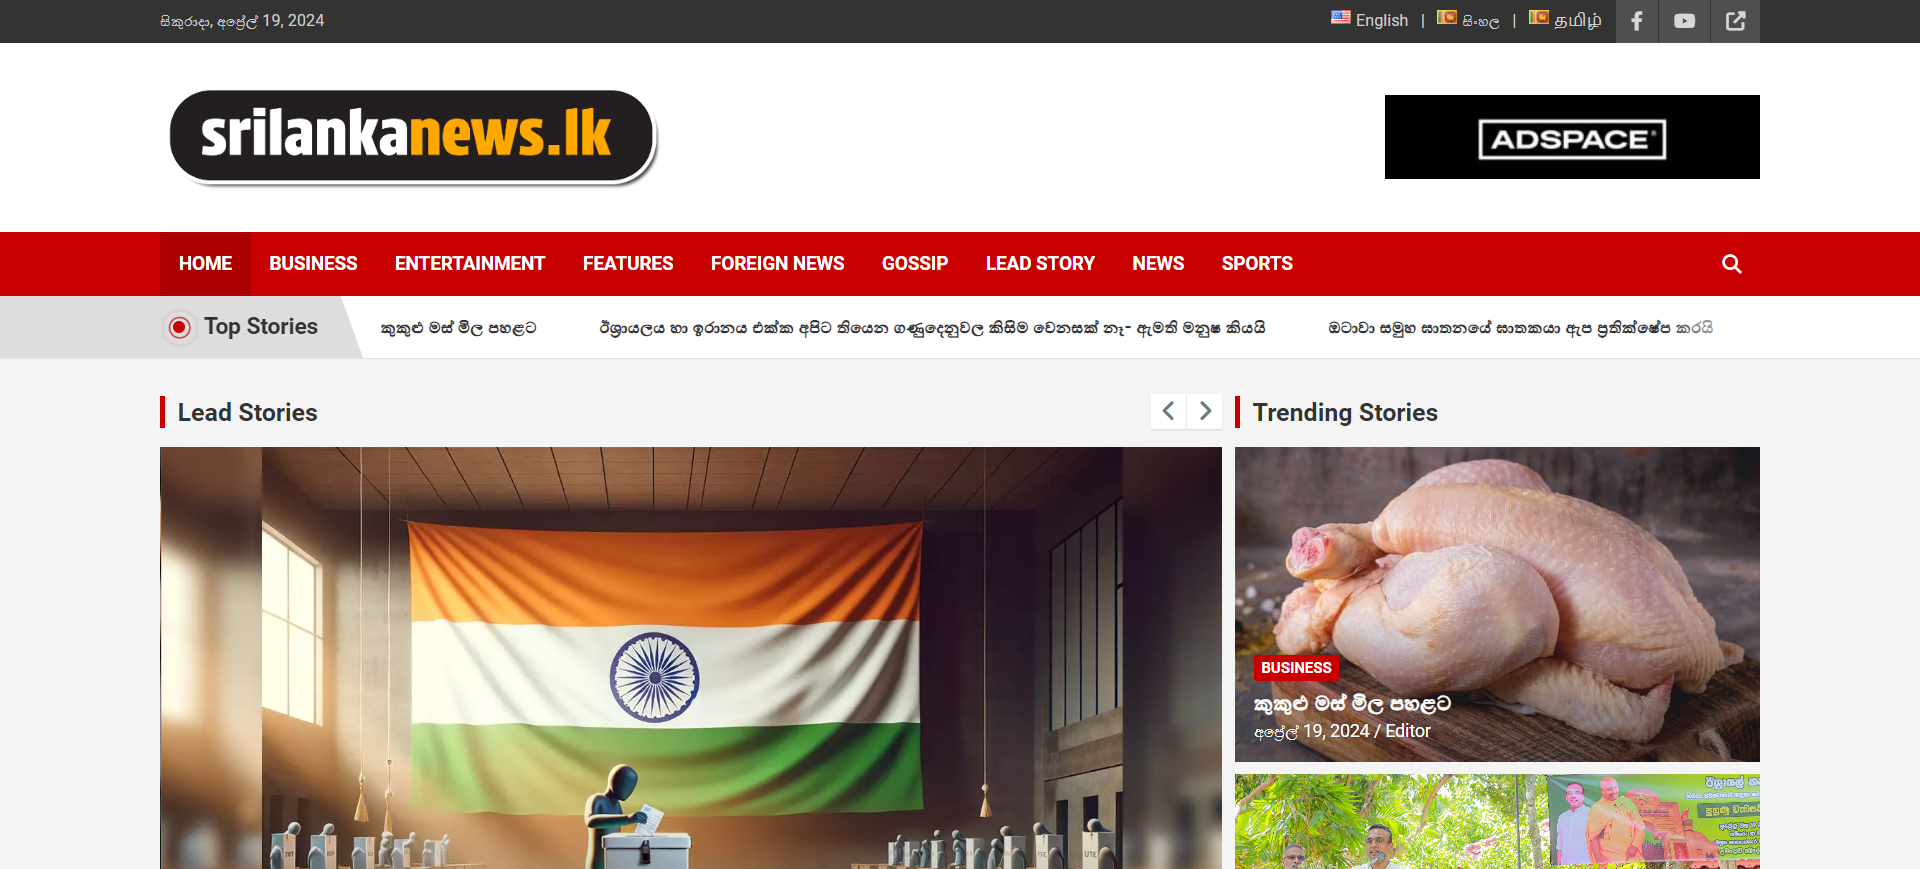 සිකුරාදා, අප්‍රේල් 19, 2024
English | සිංහල | தமிழ்
srilankanews.lk
ADSPACE
HOME BUSINESS ENTERTAINMENT FEATURES FOREIGN NEWS GOSSIP LEAD STORY NEWS SPORTS
Top Stories
කුකුළු මස් මිල පහළට
ඊශ්‍රායලය හා ඉරානය එක්ක අපිට තියෙන ගණුදෙනුවල කිසිම වෙනසක් නෑ- ඇමති මනුෂ කියයි
ඔටාවා සමුහ ඝාතනයේ ඝාතකයා ඇප ප්‍රතික්ෂේප කරයි
Lead Stories
Trending Stories
BUSINESS
කුකුළු මස් මිල පහළට
අප්‍රේල් 19, 2024 / Editor